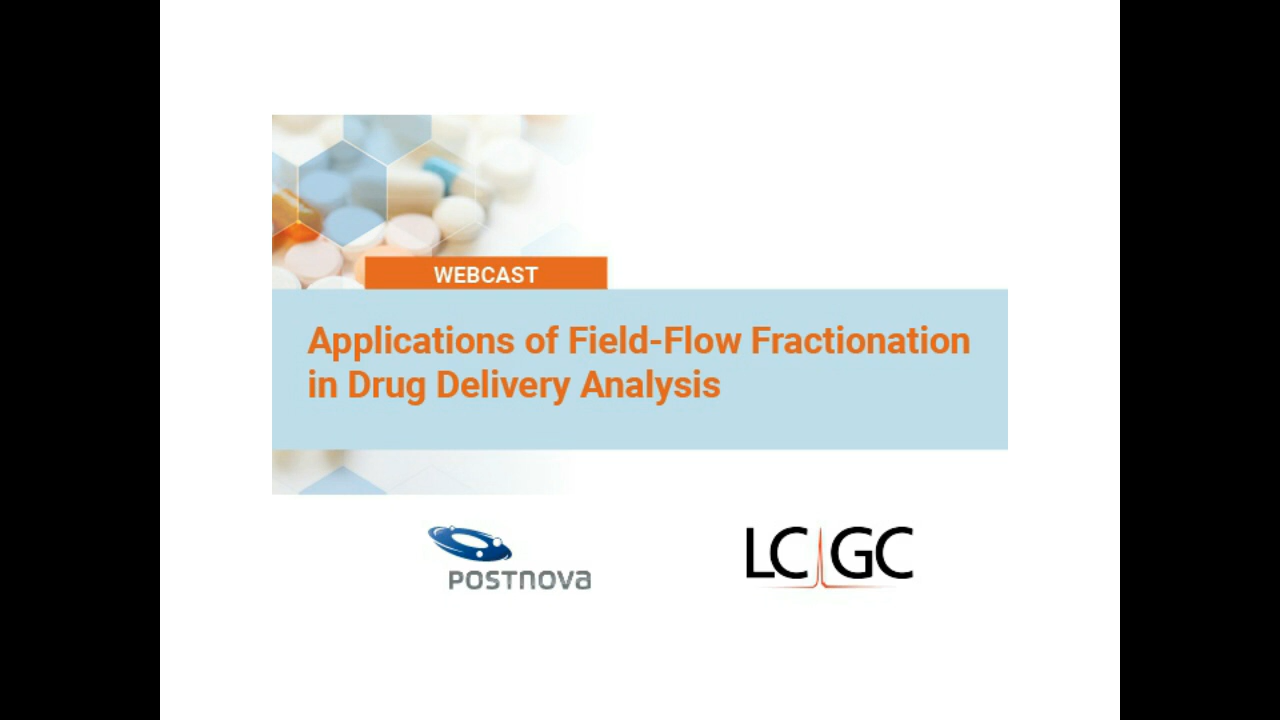 WEBCAST
Applications of Field-Flow Fractionation
in Drug Delivery Analysis
POSTNOVA
LC GC